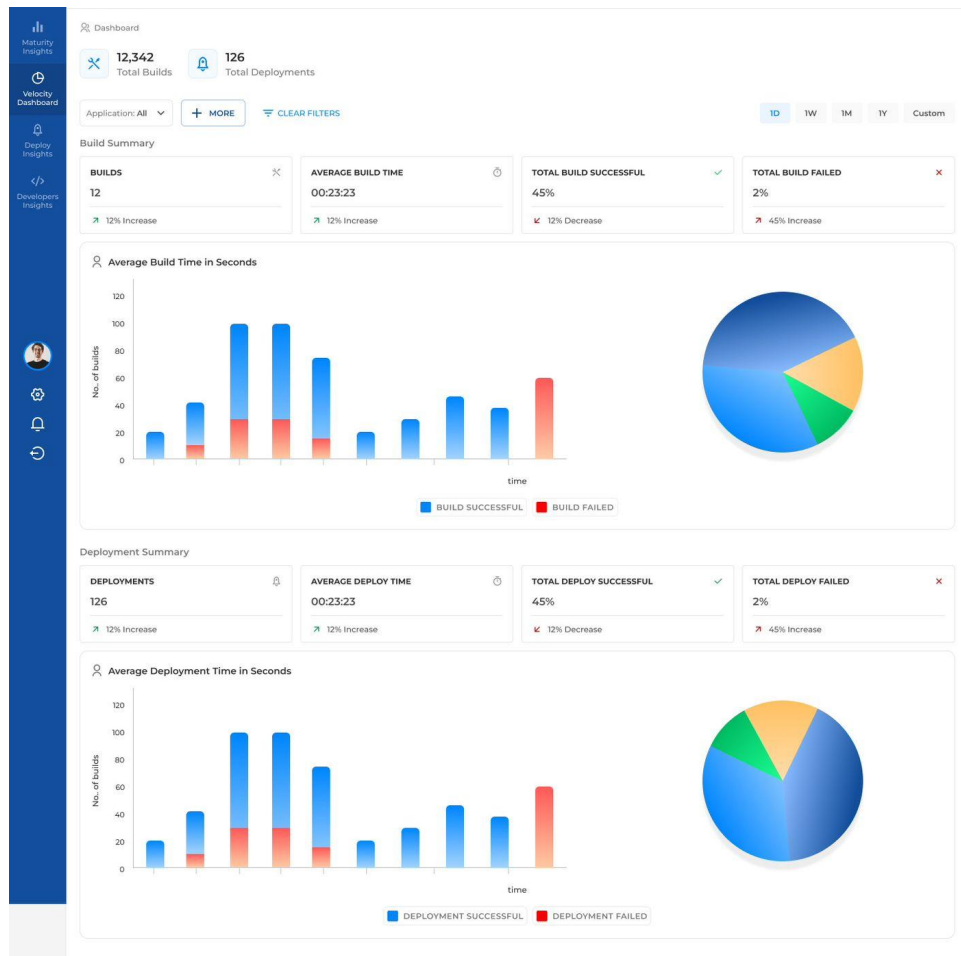 Maturity
Insights
Velocity
Dashboard
Deploy
Insights
Developers
Insights
Dashboard
12,342
Total Builds
126
Total Deployments
Application: All
MORE
CLEAR FILTERS
1D
1W
1M
1Y
Custom
Build Summary
BUILDS
12
12% Increase
AVERAGE BUILD TIME
00:23:23
12% Increase
TOTAL BUILD SUCCESSFUL
45%
12% Decrease
TOTAL BUILD FAILED
2%
45% Increase
Average Build Time in Seconds
No.. of builds
120
100
80
60
40
20
0
time
BUILD SUCCESSFUL
BUILD FAILED
Deployment Summary
DEPLOYMENTS
126
12% Increase
AVERAGE DEPLOY TIME
00:23:23
12% Increase
TOTAL DEPLOY SUCCESSFUL
45%
12% Decrease
TOTAL DEPLOY FAILED
2%
45% Increase
Average Deployment Time in Seconds
No.. of builds
120
100
80
60
40
20
0
time
DEPLOYMENT SUCCESSFUL
DEPLOYMENT FAILED